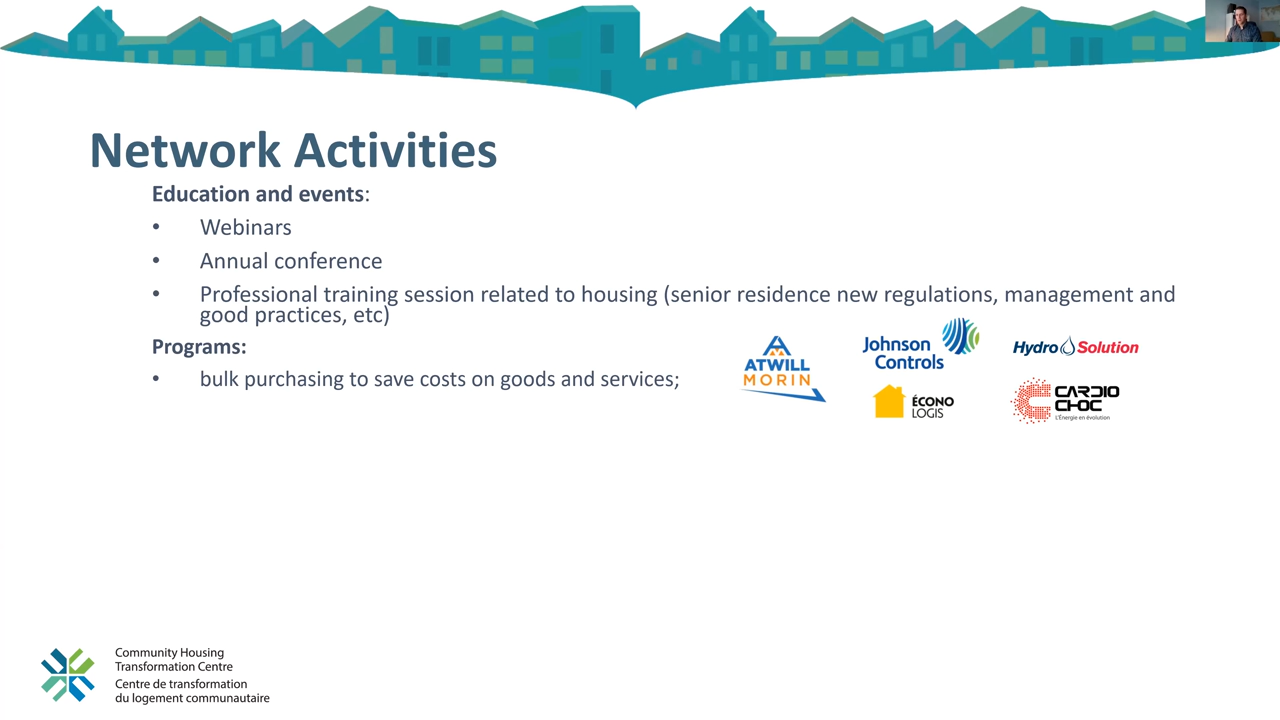 Network Activities
Education and events:
• Webinars
• Annual conference
• Professional training session related to housing (senior residence new regulations, management and
good practices, etc)
Programs:
• bulk purchasing to save costs on goods and services;
ATWILL
MORIN
Johnson
Controls
Hydro Solution
ÉCONO
LOGIS
CARDIO
CHOC
L'Énergie en évolution
Community Housing
Transformation Centre
Centre de transformation
du logement communautaire